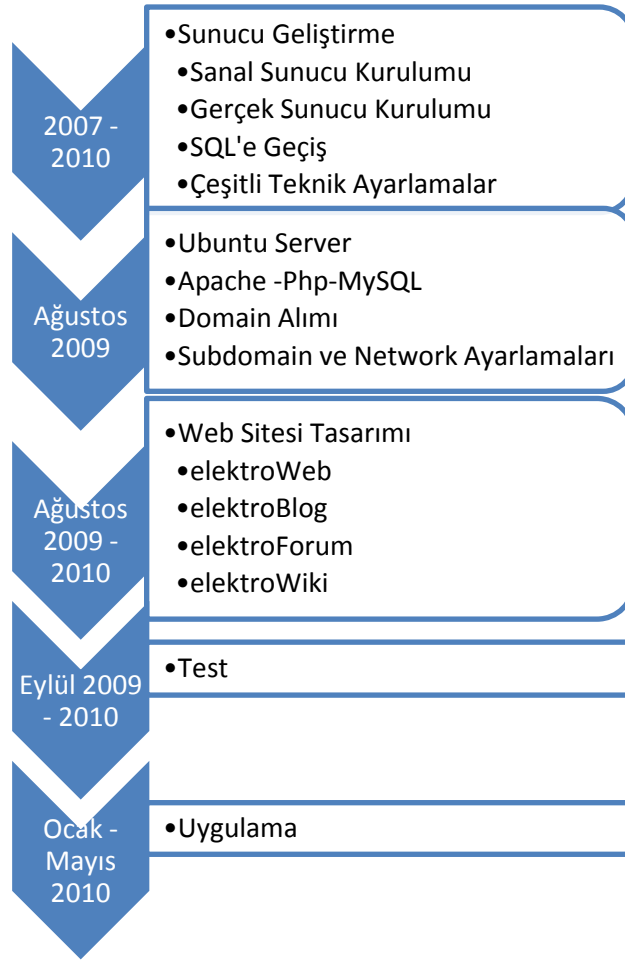 2007 -
2010
•Sunucu Geliştirme
•Sanal Sunucu Kurulumu
•Gerçek Sunucu Kurulumu
•SQL'e Geçiş
•Çeşitli Teknik Ayarlamalar
Ağustos
2009
•Ubuntu Server
•Apache -Php-MySQL
•Domain Alımı
•Subdomain ve Network Ayarlamaları
Ağustos
2009 -
2010
•Web Sitesi Tasarımı
•elektroWeb
•elektroBlog
•elektroForum
•elektroWiki
Eylül 2009
- 2010
•Test
Ocak -
Mayıs
2010
•Uygulama